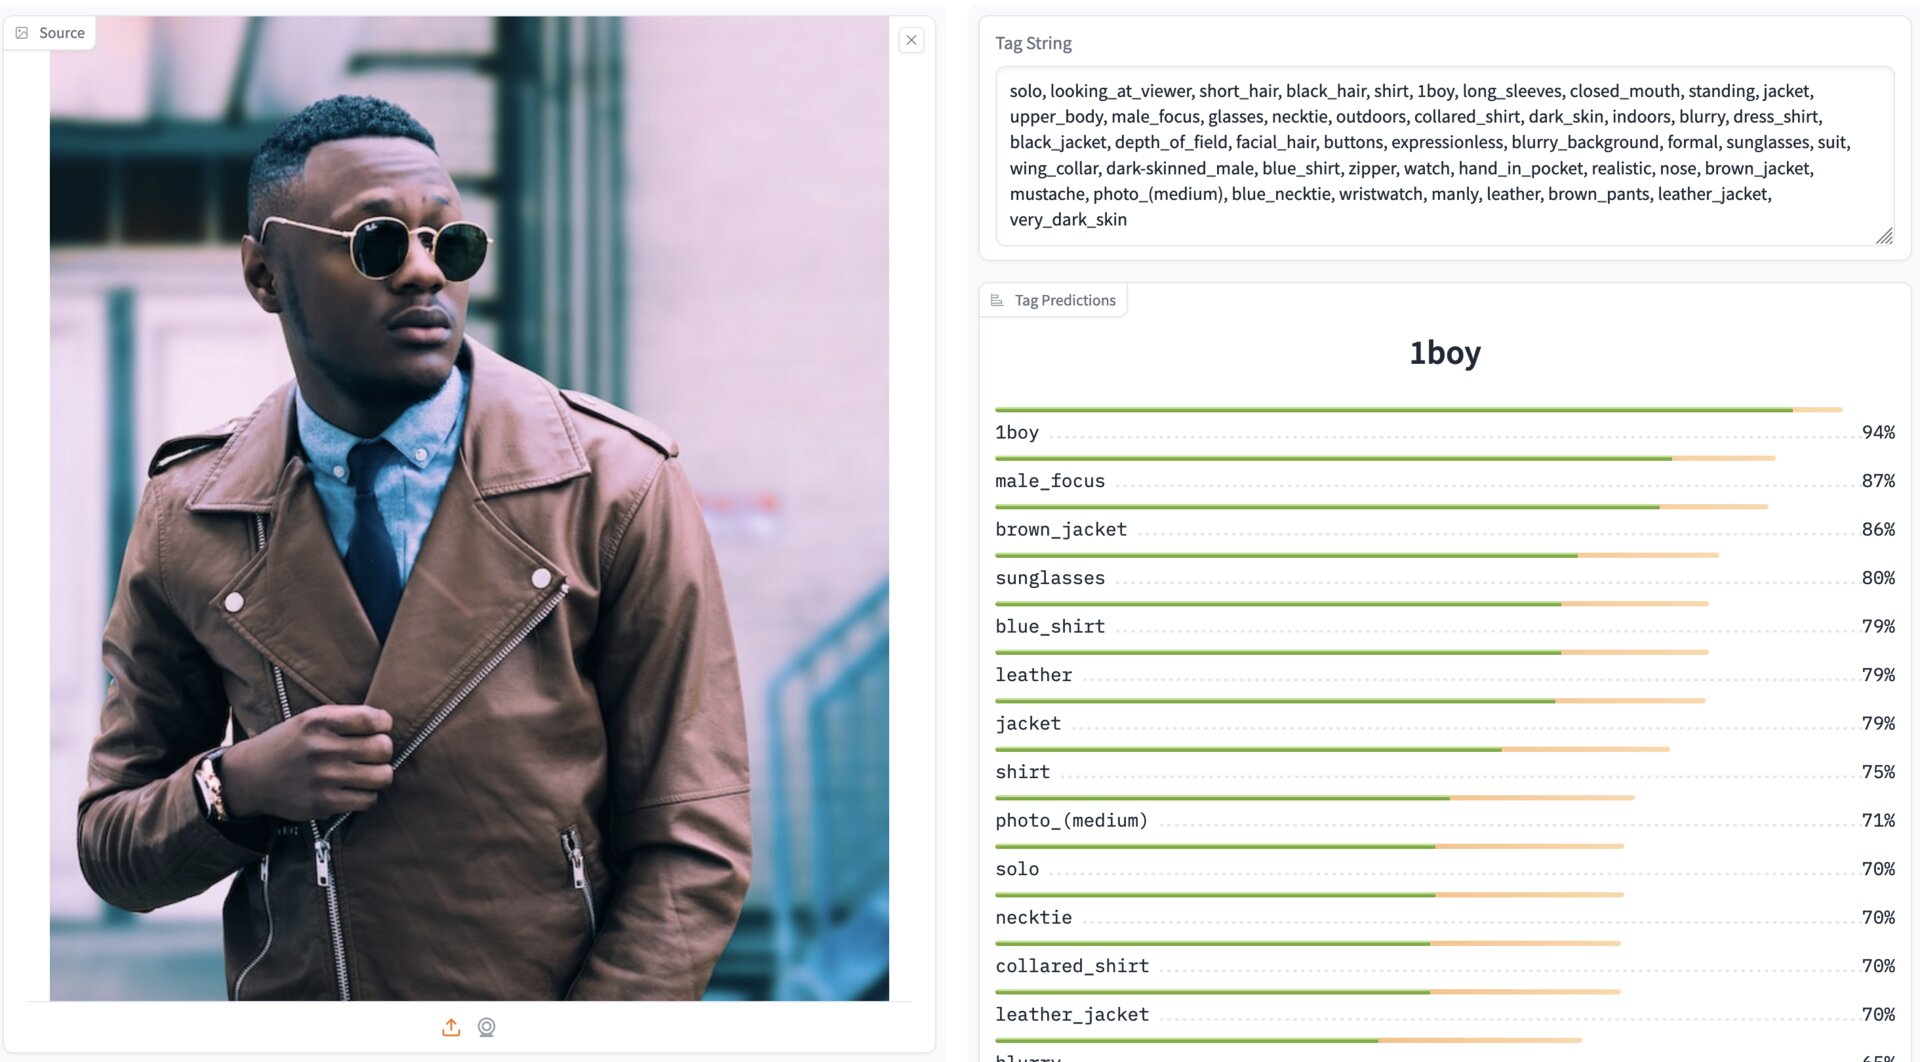 Source
Tag String
solo, looking_at_viewer, short_hair, black_hair, shirt, 1boy, long_sleeves, closed_mouth, standing, jacket,
upper_body, male_focus, glasses, necktie, outdoors, collared_shirt, dark_skin, indoors, blurry, dress_shirt,
black_jacket, depth_of_field, facial_hair, buttons, expressionless, blurry_background, formal, sunglasses, suit,
wing_collar, dark-skinned_male, blue_shirt, zipper, watch, hand_in_pocket, realistic, nose, brown_jacket,
mustache, photo_(medium), blue_necktie, wristwatch, manly, leather, brown_pants, leather_jacket,
very_dark_skin
Tag Predictions
1boy
1boy 94%
male_focus 87%
brown_jacket 86%
sunglasses 80%
blue_shirt 79%
leather 79%
jacket 79%
shirt 75%
photo_(medium) 71%
solo 70%
necktie 70%
collared_shirt 70%
leather_jacket 70%
blurry 65%